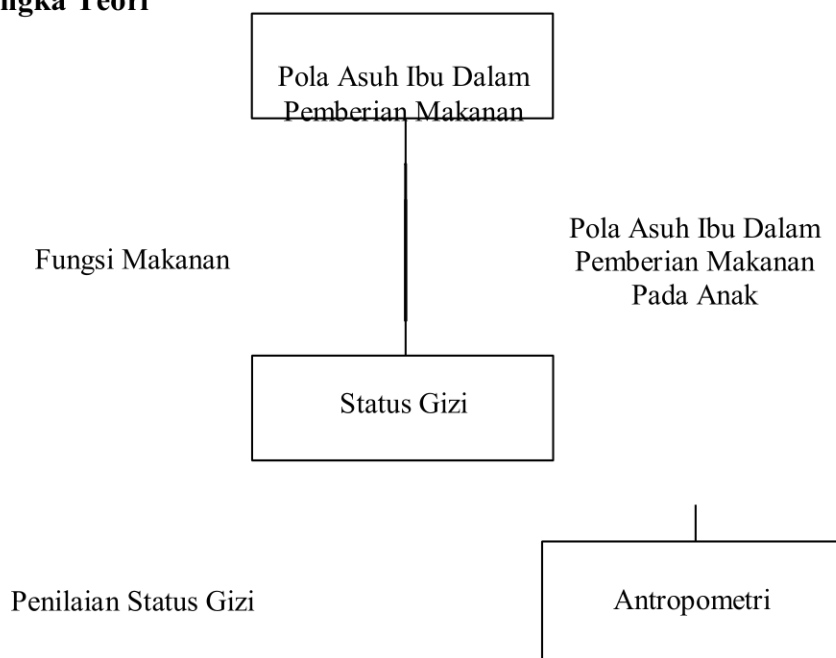 Teori
Pola Asuh Ibu Dalam
Pemberian Makanan
Fungsi Makanan
Pola Asuh Ibu Dalam
Pemberian Makanan
Pada Anak
Status Gizi
Penilaian Status Gizi
Antropometri